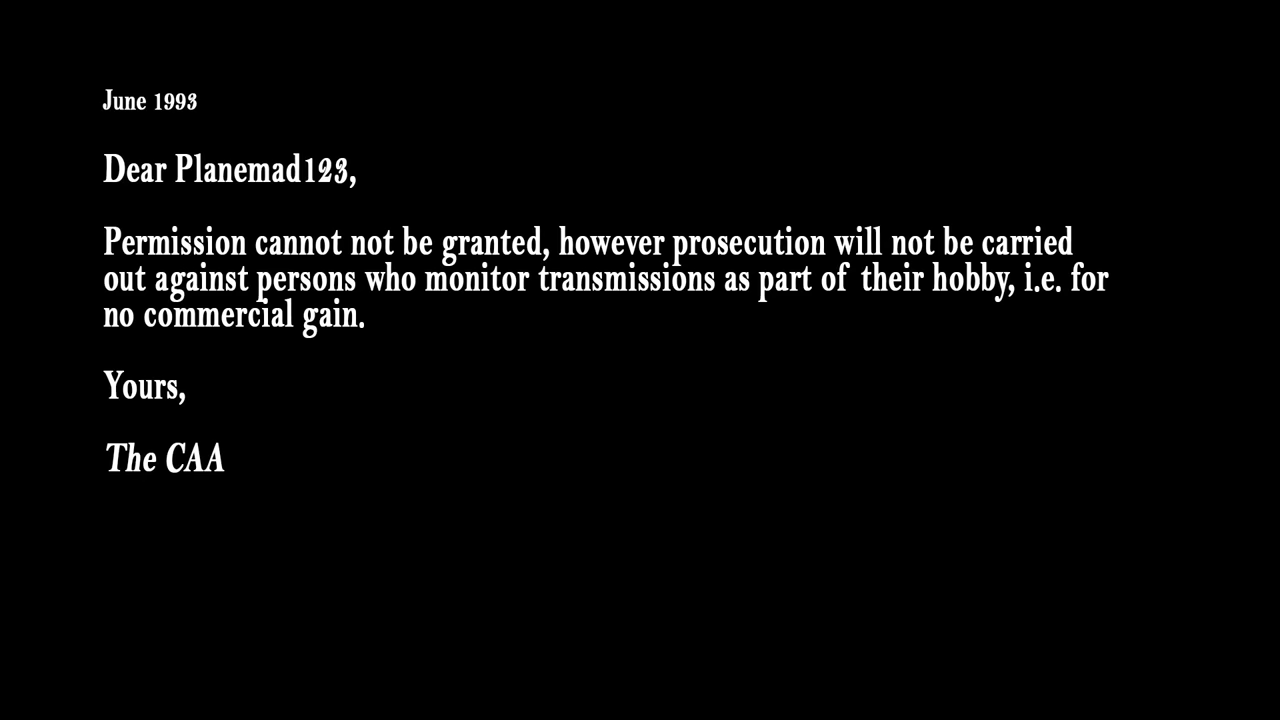 June 1993
Dear Planemad123,
Permission cannot not be granted, however prosecution will not be carried
out against persons who monitor transmissions as part of their hobby, i.e. for
no commercial gain.
Yours,
The CAA